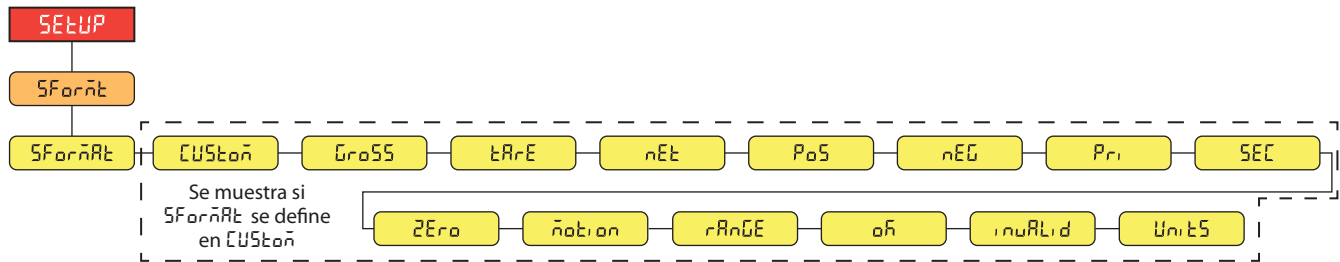 SEtUP
SFormt
SFormAt CUStom GroSS tArE nEt PoS nEG Pri SEC
Se muestra si
SFormAt se define
en CUStom
ZEro motion rAnGE oK invALid UnitS